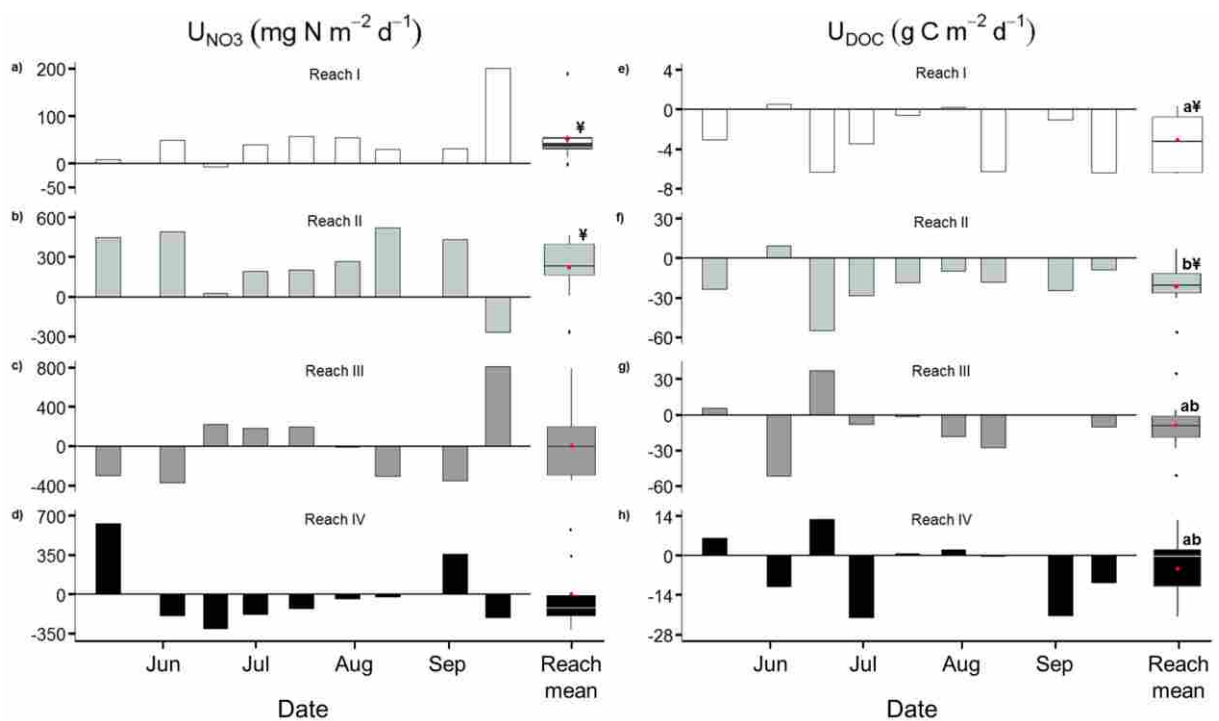 U_NO3 (mg N m⁻² d⁻¹)
U_DOC (g C m⁻² d⁻¹)
a)
Reach I
200
100
0
-50
¥
e)
Reach I
4
0
-4
-8
a¥
b)
Reach II
600
300
0
-300
¥
f)
Reach II
30
0
-30
-60
b¥
c)
Reach III
800
400
0
-400
g)
Reach III
30
0
-30
-60
ab
d)
Reach IV
700
350
0
-350
h)
Reach IV
14
0
-14
-28
ab
Jun Jul Aug Sep Reach
mean
Date
Jun Jul Aug Sep Reach
mean
Date